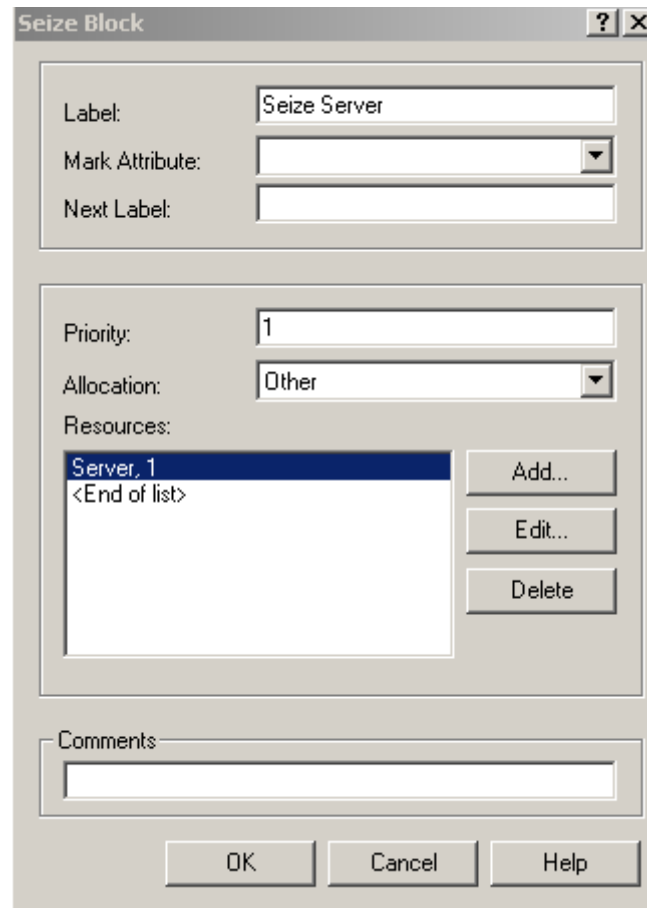 Seize Block
Label: Seize Server
Mark Attribute:
Next Label:
Priority: 1
Allocation: Other
Resources:
Server, 1
<End of list>
Add...
Edit...
Delete
Comments
OK Cancel Help